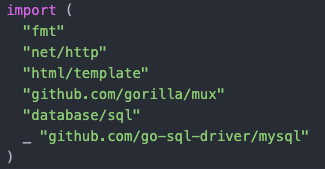 import (
"fmt"
"net/http"
"html/template"
"github.com/gorilla/mux"
"database/sql"
_ "github.com/go-sql-driver/mysql"
)